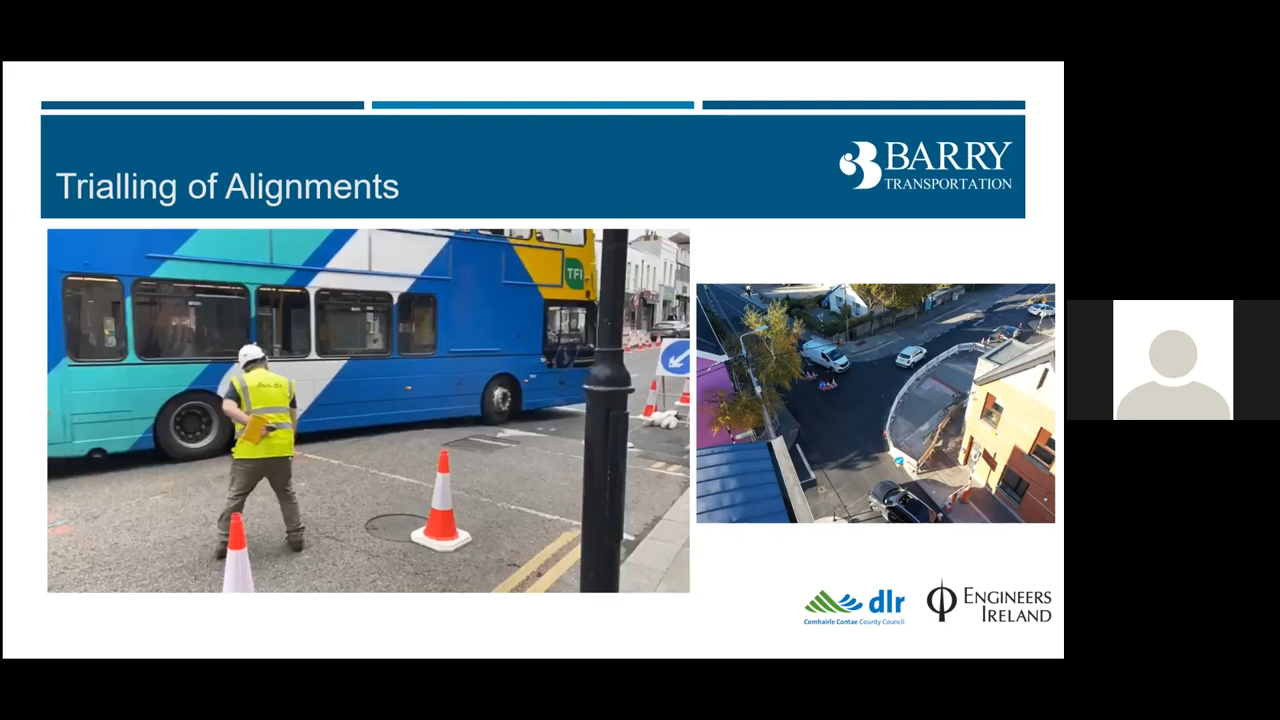 Trialling of Alignments
BARRY
TRANSPORTATION
TFI
dlr
Comhairle Contae County Council
ENGINEERS
IRELAND